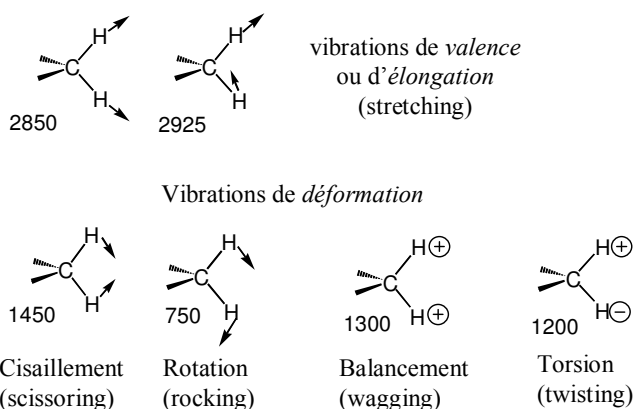 H
C
H
2850
H
C
H
2925
vibrations de valence
ou d'élongation
(stretching)
Vibrations de déformation
H
C
H
1450
H
C
H
750
H+
C
H+
1300
H+
C
H−
1200
Cisaillement
(scissoring)
Rotation
(rocking)
Balancement
(wagging)
Torsion
(twisting)